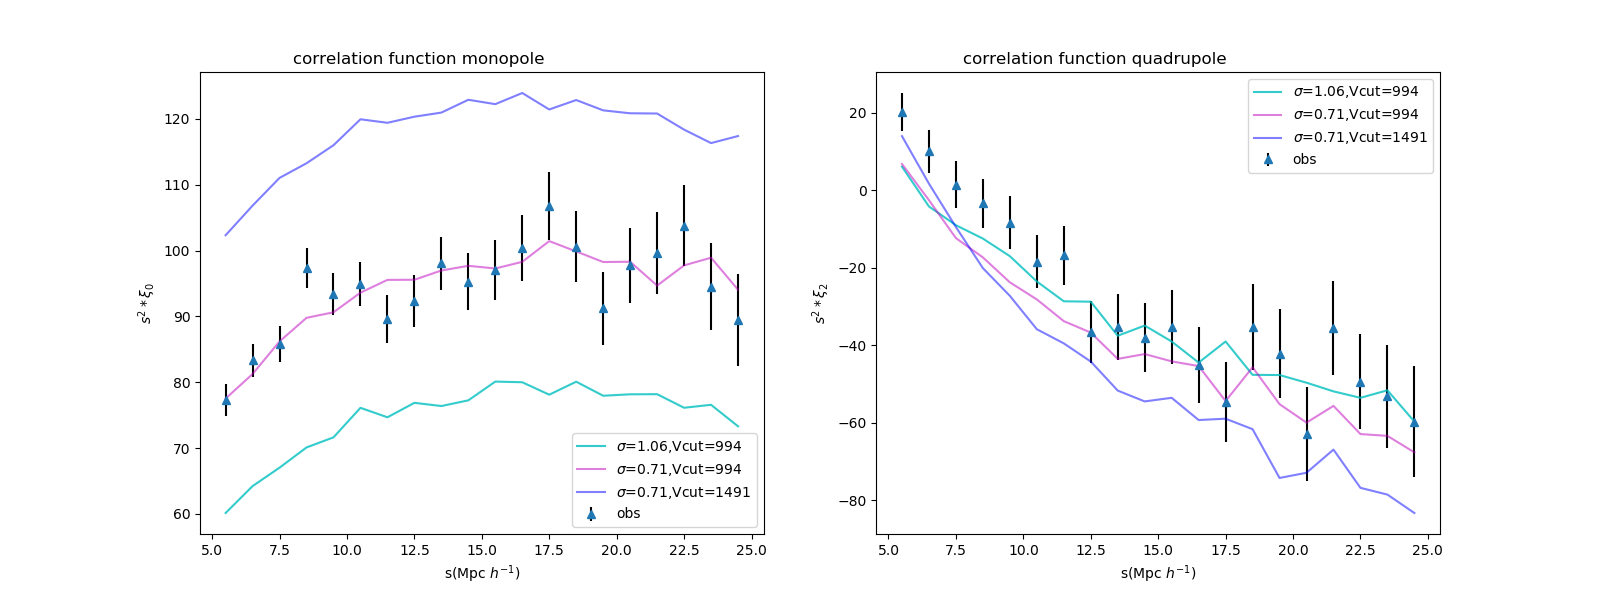 correlation function monopole
s² * ξ₀
120
110
100
90
80
70
60
5.0 7.5 10.0 12.5 15.0 17.5 20.0 22.5 25.0
s(Mpc h⁻¹)
σ=1.06,Vcut=994
σ=0.71,Vcut=994
σ=0.71,Vcut=1491
obs
correlation function quadrupole
s² * ξ₂
20
0
−20
−40
−60
−80
5.0 7.5 10.0 12.5 15.0 17.5 20.0 22.5 25.0
s(Mpc h⁻¹)
σ=1.06,Vcut=994
σ=0.71,Vcut=994
σ=0.71,Vcut=1491
obs